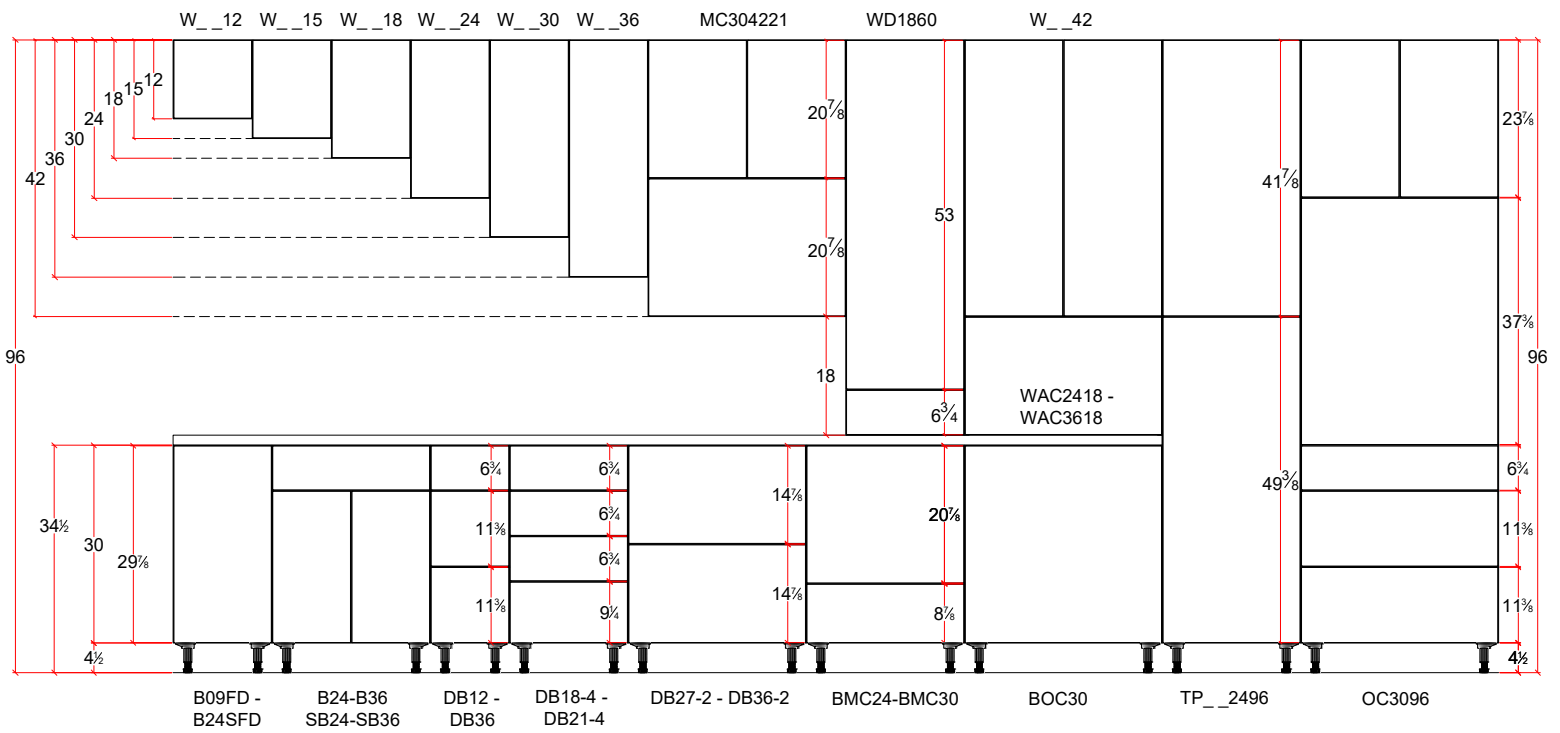 W_ _12 W_ _15 W_ _18 W_ _24 W_ _30 W_ _36 MC304221 WD1860 W_ _42
12
15
18
24
30
36
42
96
20⅞
20⅞
18
53
6¾
41⅞
49⅜
23⅞
37⅜
96
WAC2418 -
WAC3618
34½
30
29⅞
4½
6¾
11⅜
11⅜
6¾
6¾
6¾
9¼
14⅞
14⅞
20⅞
8⅞
6¾
11⅜
11⅜
4½
B09FD -
B24SFD
B24-B36
SB24-SB36
DB12 -
DB36
DB18-4 -
DB21-4
DB27-2 - DB36-2
BMC24-BMC30
BOC30
TP_ _2496
OC3096